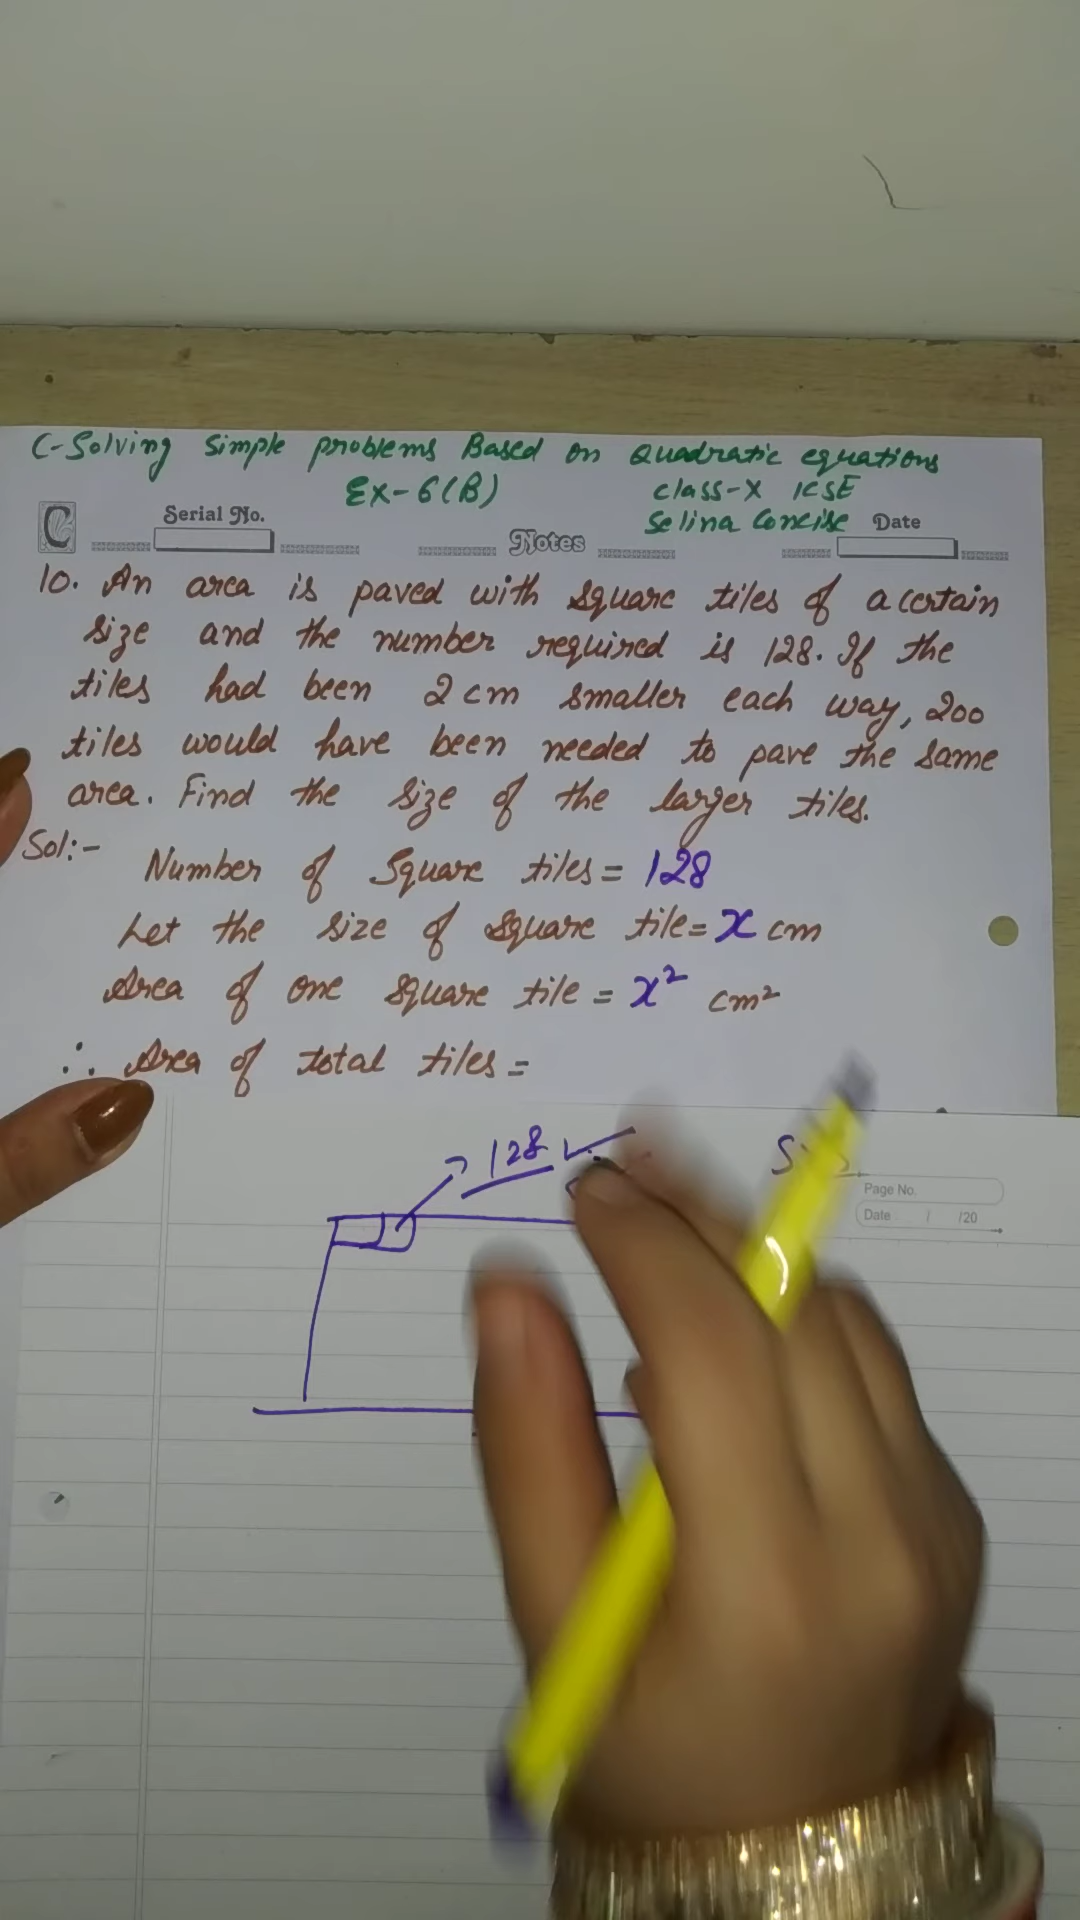 C-Solving Simple problems Based on Quadratic equations
Ex-6(B) class-X ICSE
Selina Concise
C Serial No. Notes Date
10. An area is paved with square tiles of a certain
size and the number required is 128. If the
tiles had been 2 cm smaller each way, 200
tiles would have been needed to pave the same
area. Find the size of the larger tiles.
Sol:-
Number of Square tiles = 128
Let the size of square tile = x cm
Area of one square tile = x² cm²
∴ Area of total tiles =
128
Page No.
Date / /20